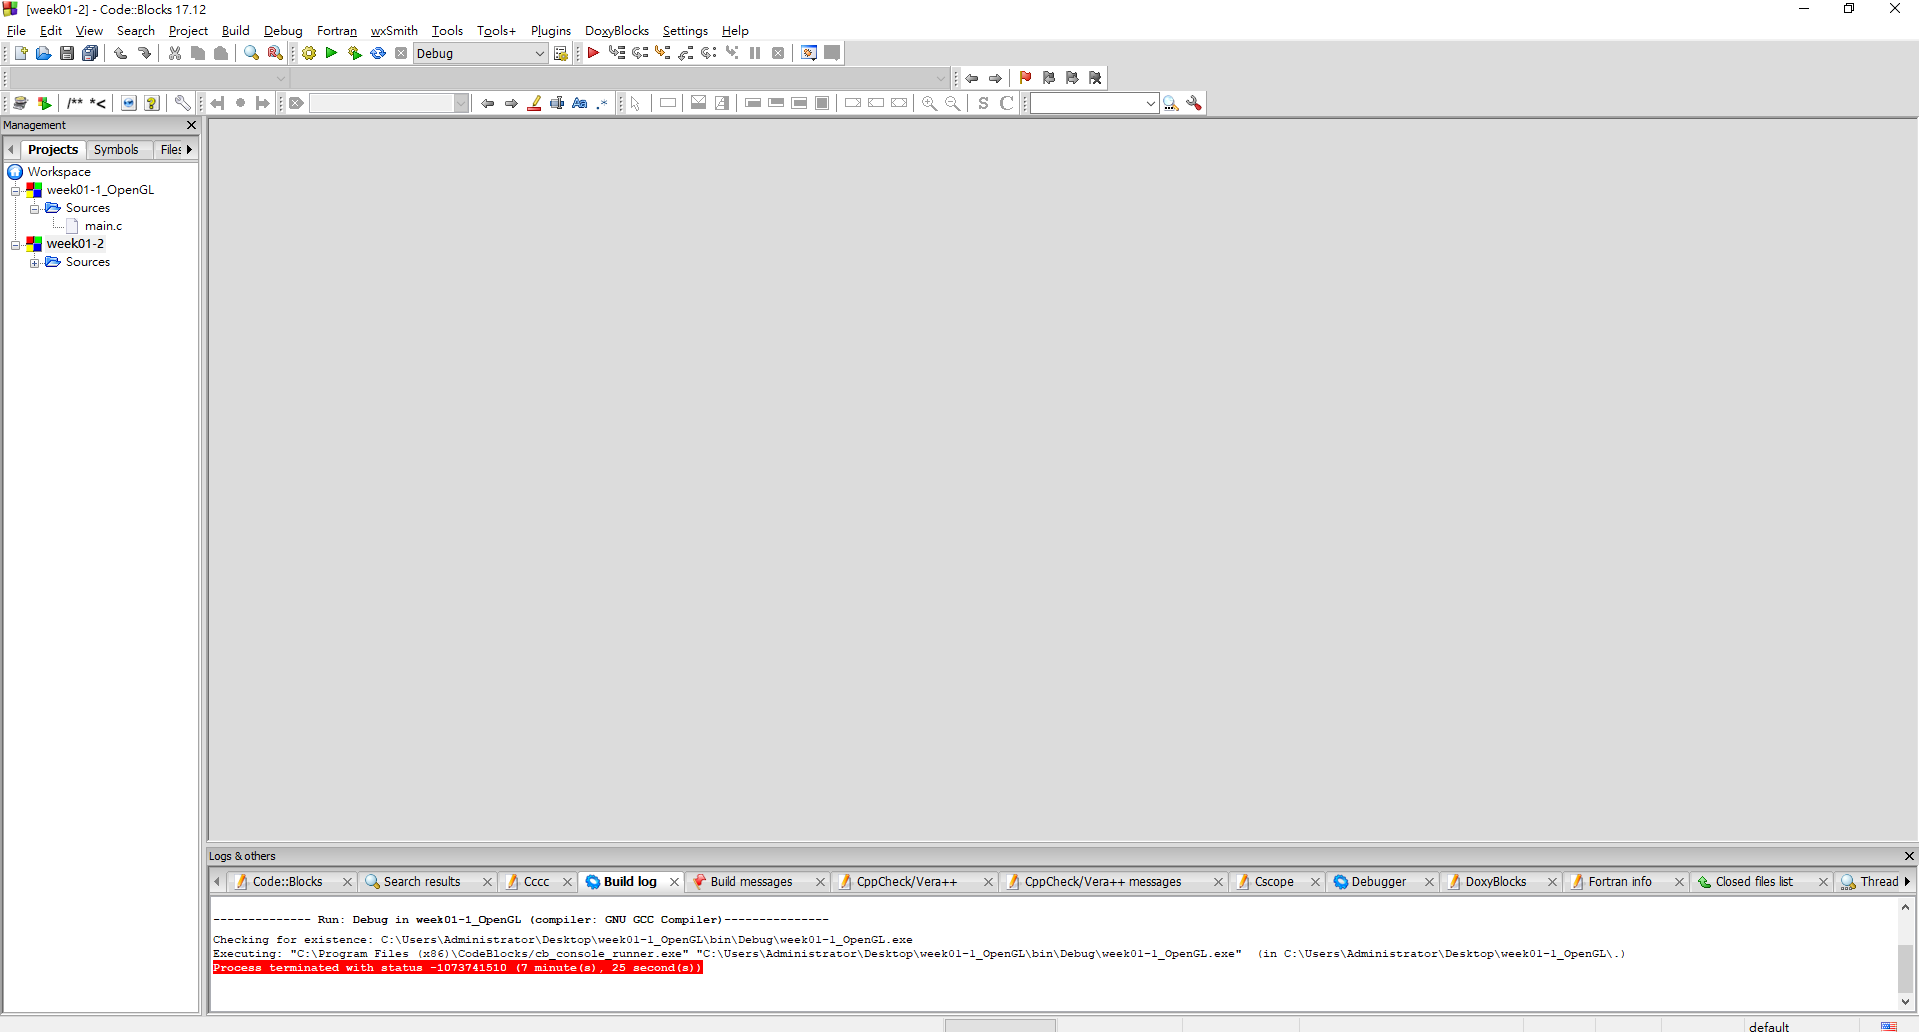 [week01-2] - Code::Blocks 17.12
File Edit View Search Project Build Debug Fortran wxSmith Tools Tools+ Plugins DoxyBlocks Settings Help
Debug
/** *<
Aa .*
S C
Management
Projects Symbols Files
Workspace
week01-1_OpenGL
Sources
main.c
week01-2
Sources
Logs & others
Code::Blocks Search results Cccc Build log Build messages CppCheck/Vera++ CppCheck/Vera++ messages Cscope Debugger DoxyBlocks Fortran info Closed files list Thread
-------------- Run: Debug in week01-1_OpenGL (compiler: GNU GCC Compiler)---------------
Checking for existence: C:\Users\Administrator\Desktop\week01-1_OpenGL\bin\Debug\week01-1_OpenGL.exe
Executing: "C:\Program Files (x86)\CodeBlocks/cb_console_runner.exe" "C:\Users\Administrator\Desktop\week01-1_OpenGL\bin\Debug\week01-1_OpenGL.exe"  (in C:\Users\Administrator\Desktop\week01-1_OpenGL\.)
Process terminated with status -1073741510 (7 minute(s), 25 second(s))
default